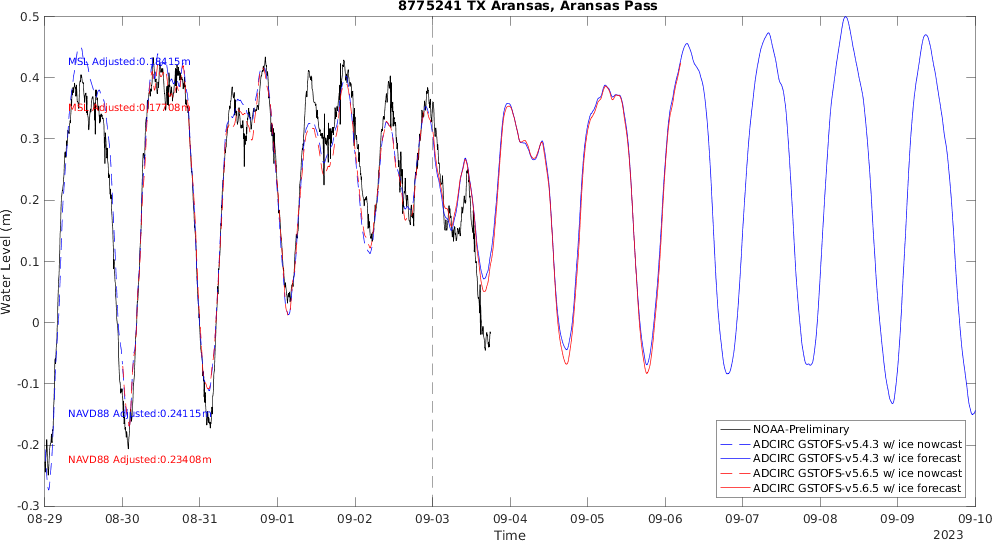 8775241 TX Aransas, Aransas Pass
0.5
0.4
0.3
0.2
0.1
0
-0.1
-0.2
-0.3
Water Level (m)
MSL Adjusted:0.18415m
MSL Adjusted:0.17708m
NAVD88 Adjusted:0.24115m
NAVD88 Adjusted:0.23408m
NOAA-Preliminary
ADCIRC GSTOFS-v5.4.3 w/ ice nowcast
ADCIRC GSTOFS-v5.4.3 w/ ice forecast
ADCIRC GSTOFS-v5.6.5 w/ ice nowcast
ADCIRC GSTOFS-v5.6.5 w/ ice forecast
08-29 08-30 08-31 09-01 09-02 09-03 09-04 09-05 09-06 09-07 09-08 09-09 09-10
Time
2023